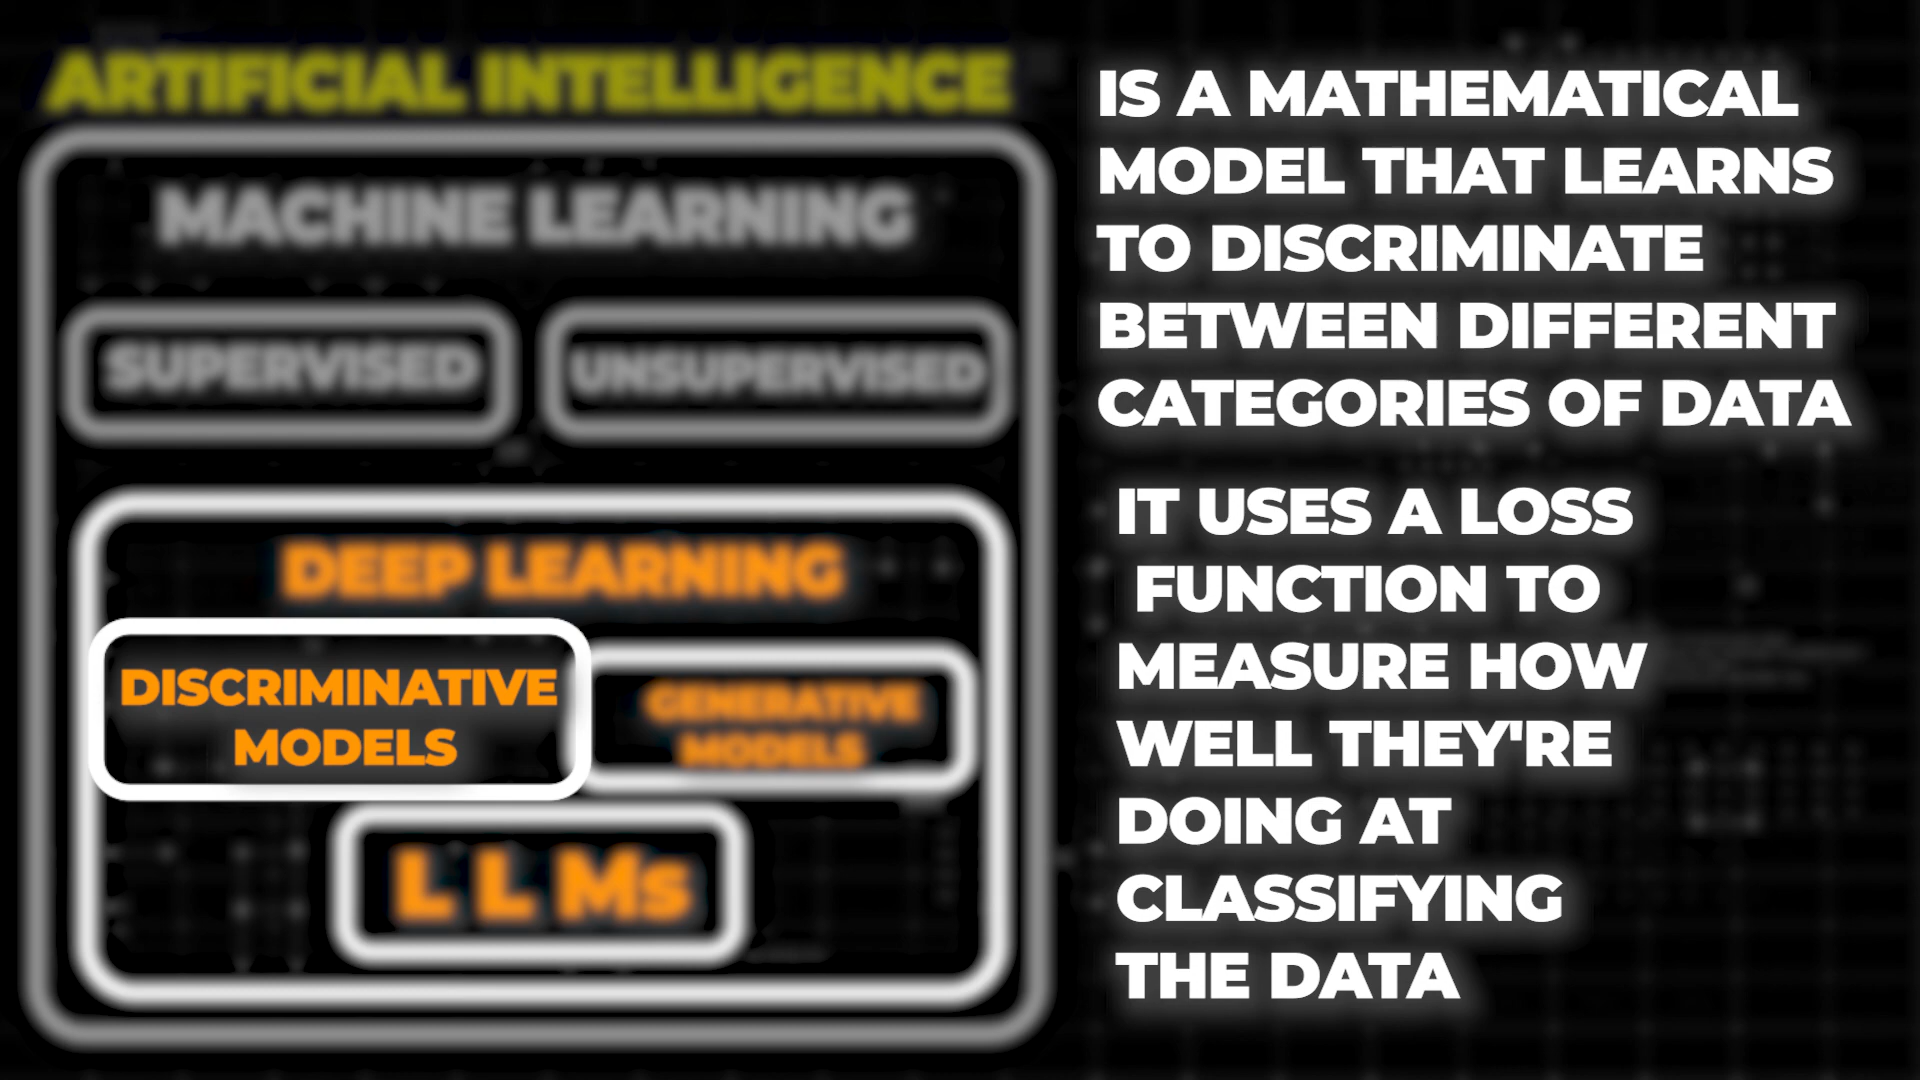 ARTIFICIAL INTELLIGENCE
MACHINE LEARNING
SUPERVISED
UNSUPERVISED
DEEP LEARNING
DISCRIMINATIVE
MODELS
GENERATIVE
MODELS
L L Ms
IS A MATHEMATICAL
MODEL THAT LEARNS
TO DISCRIMINATE
BETWEEN DIFFERENT
CATEGORIES OF DATA
IT USES A LOSS
FUNCTION TO
MEASURE HOW
WELL THEY'RE
DOING AT
CLASSIFYING
THE DATA